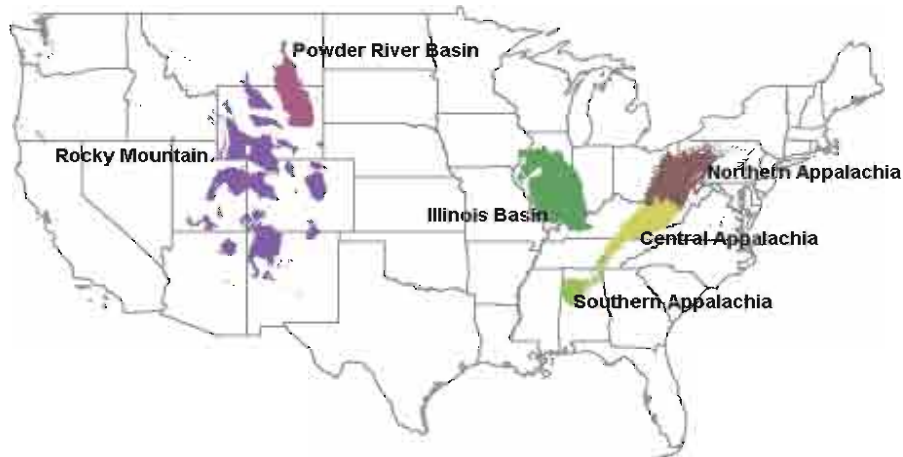 Powder River Basin
Rocky Mountain
Northern Appalachia
Illinois Basin
Central Appalachia
Southern Appalachia